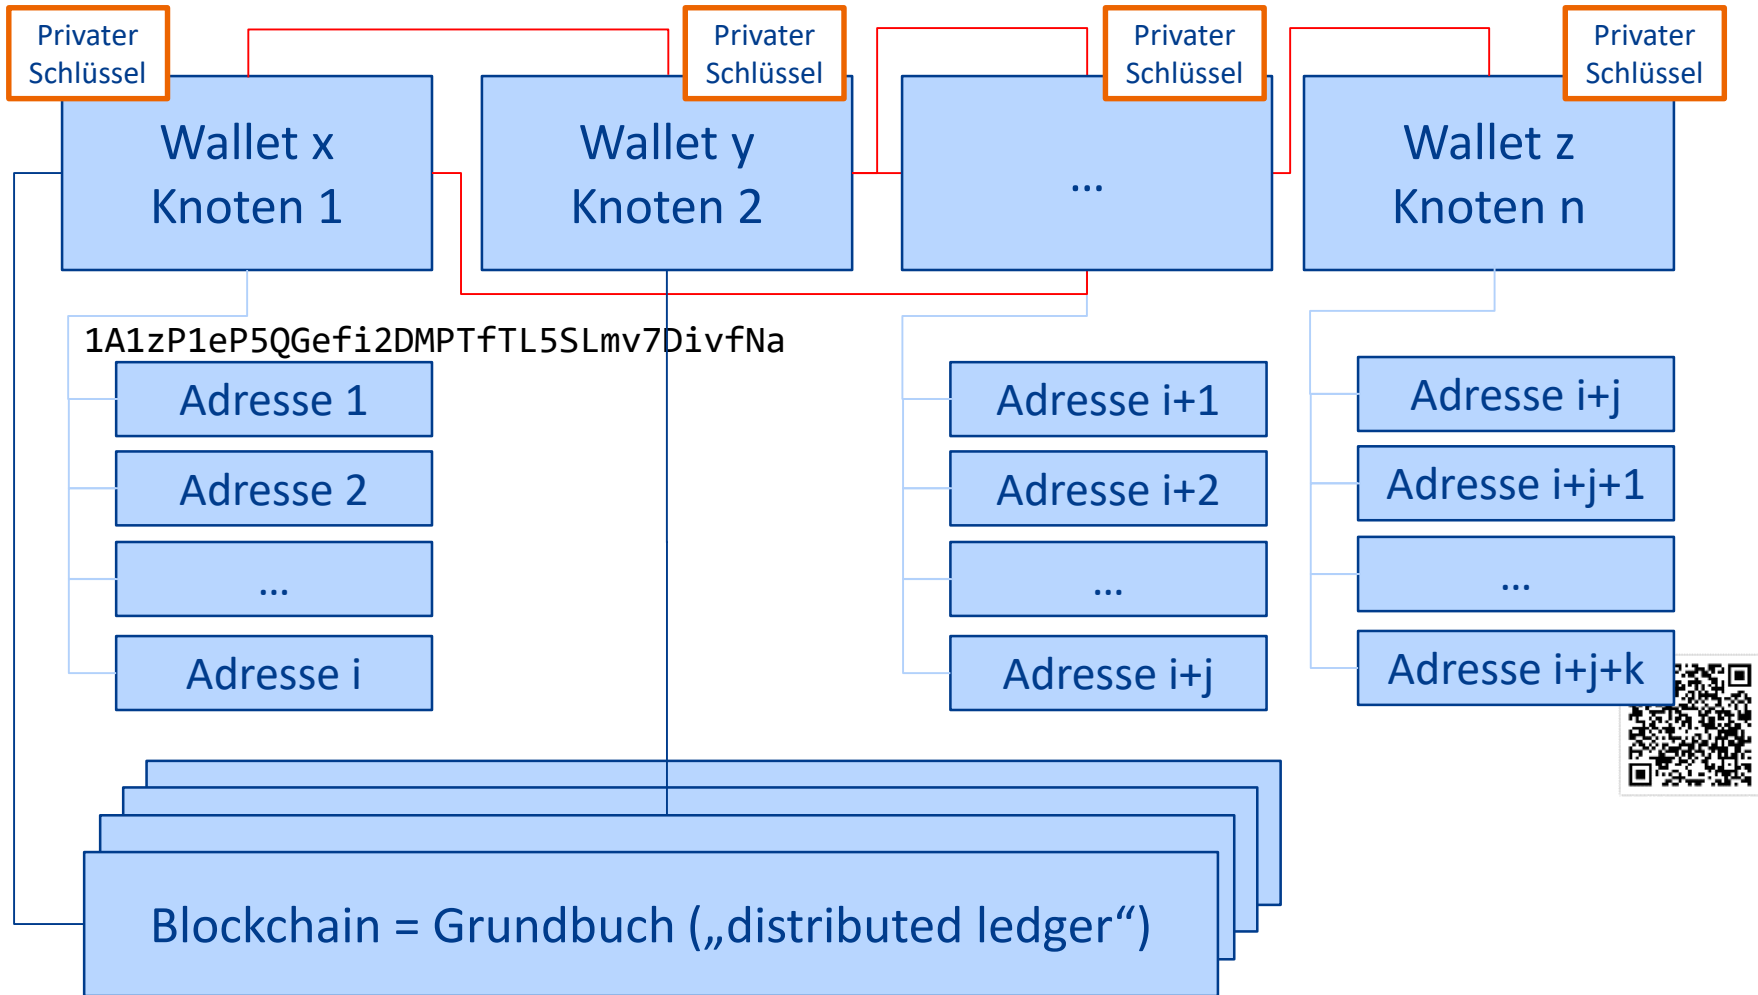 Privater
Schlüssel
Privater
Schlüssel
Privater
Schlüssel
Privater
Schlüssel
Wallet x
Knoten 1
Wallet y
Knoten 2
...
Wallet z
Knoten n
1A1zP1eP5QGefi2DMPTfTL5SLmv7DivfNa
Adresse 1
Adresse 2
...
Adresse i
Adresse i+1
Adresse i+2
...
Adresse i+j
Adresse i+j
Adresse i+j+1
...
Adresse i+j+k
Blockchain = Grundbuch („distributed ledger“)